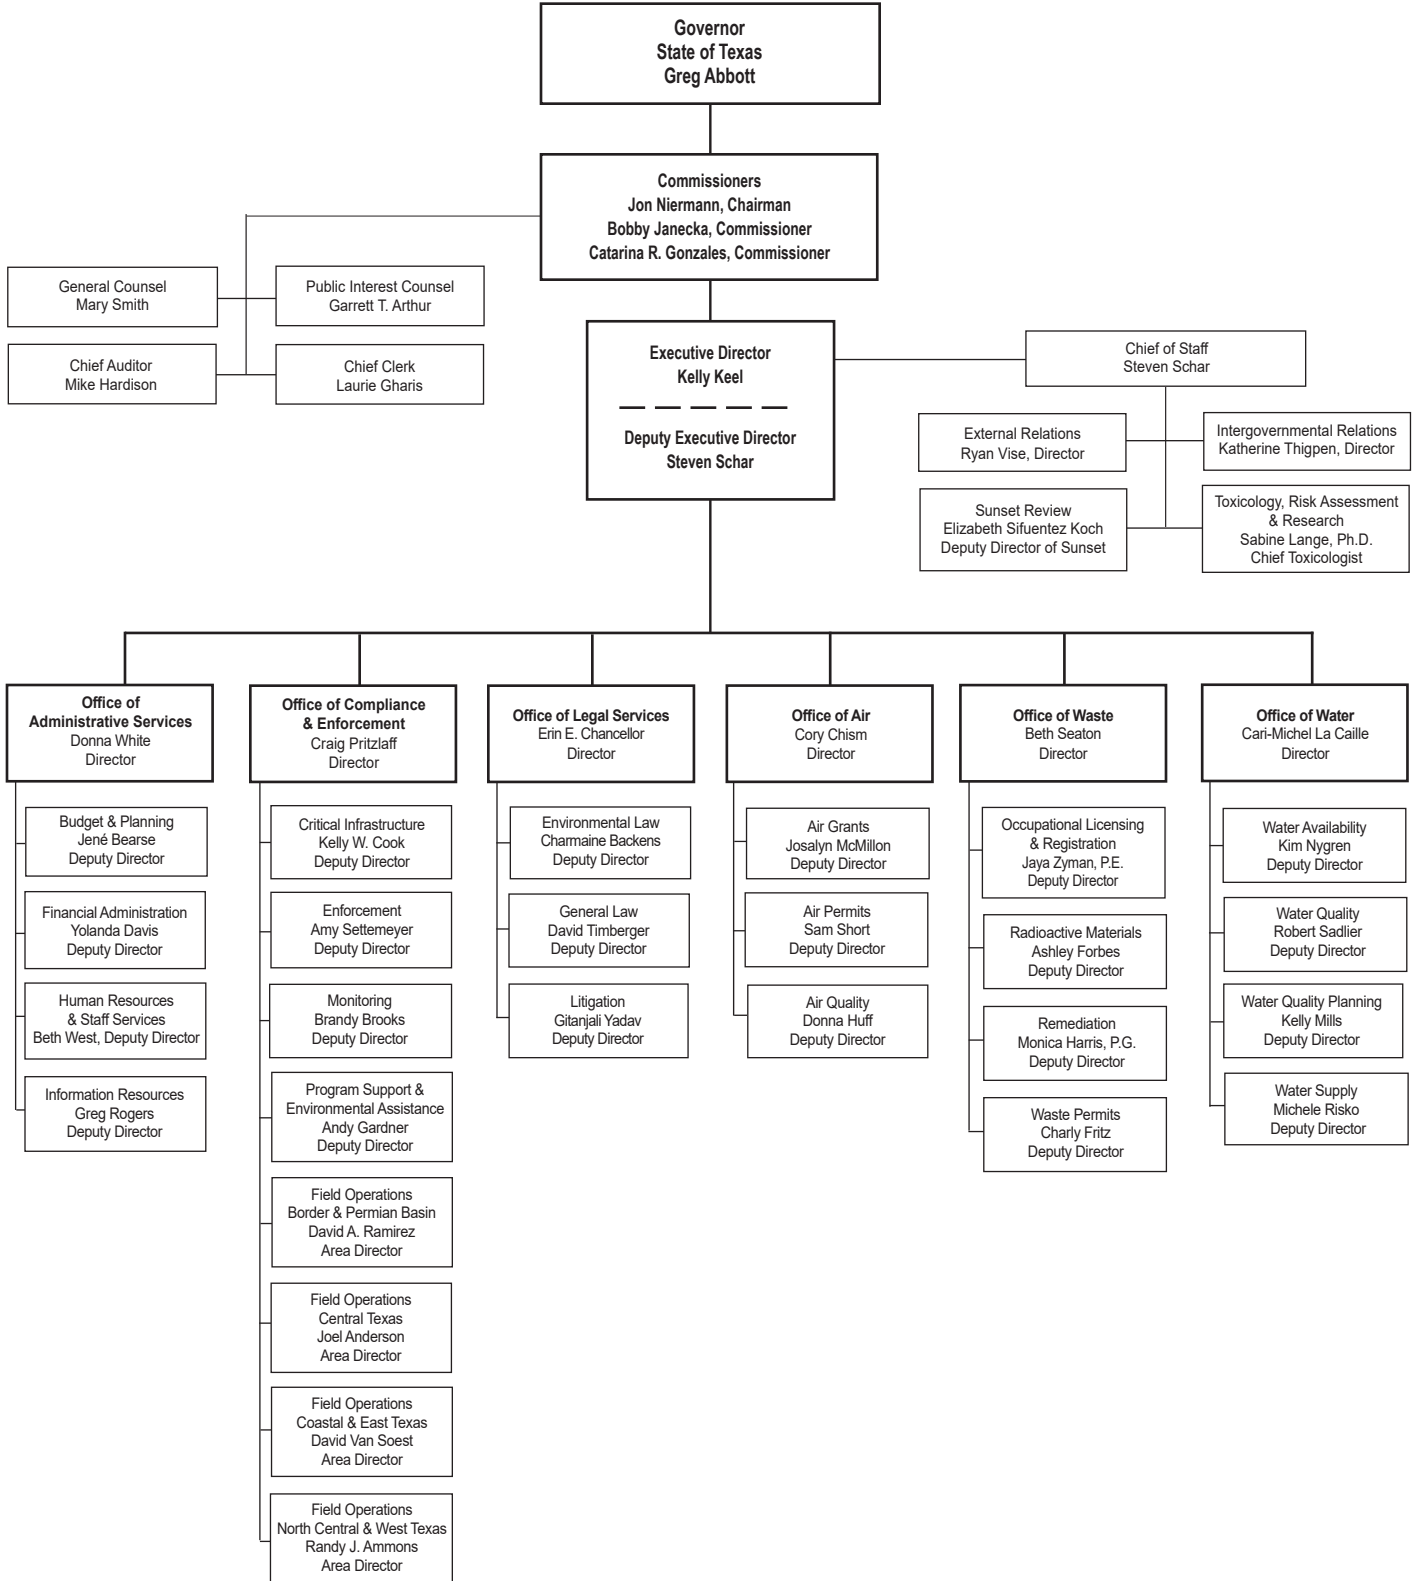 Governor
State of Texas
Greg Abbott
Commissioners
Jon Niermann, Chairman
Bobby Janecka, Commissioner
Catarina R. Gonzales, Commissioner
General Counsel
Mary Smith
Public Interest Counsel
Garrett T. Arthur
Chief Auditor
Mike Hardison
Chief Clerk
Laurie Gharis
Executive Director
Kelly Keel
Deputy Executive Director
Steven Schar
Chief of Staff
Steven Schar
External Relations
Ryan Vise, Director
Intergovernmental Relations
Katherine Thigpen, Director
Sunset Review
Elizabeth Sifuentez Koch
Deputy Director of Sunset
Toxicology, Risk Assessment
& Research
Sabine Lange, Ph.D.
Chief Toxicologist
Office of
Administrative Services
Donna White
Director
Budget & Planning
Jené Bearse
Deputy Director
Financial Administration
Yolanda Davis
Deputy Director
Human Resources
& Staff Services
Beth West, Deputy Director
Information Resources
Greg Rogers
Deputy Director
Office of Compliance
& Enforcement
Craig Pritzlaff
Director
Critical Infrastructure
Kelly W. Cook
Deputy Director
Enforcement
Amy Settemeyer
Deputy Director
Monitoring
Brandy Brooks
Deputy Director
Program Support &
Environmental Assistance
Andy Gardner
Deputy Director
Field Operations
Border & Permian Basin
David A. Ramirez
Area Director
Field Operations
Central Texas
Joel Anderson
Area Director
Field Operations
Coastal & East Texas
David Van Soest
Area Director
Field Operations
North Central & West Texas
Randy J. Ammons
Area Director
Office of Legal Services
Erin E. Chancellor
Director
Environmental Law
Charmaine Backens
Deputy Director
General Law
David Timberger
Deputy Director
Litigation
Gitanjali Yadav
Deputy Director
Office of Air
Cory Chism
Director
Air Grants
Josalyn McMillon
Deputy Director
Air Permits
Sam Short
Deputy Director
Air Quality
Donna Huff
Deputy Director
Office of Waste
Beth Seaton
Director
Occupational Licensing
& Registration
Jaya Zyman, P.E.
Deputy Director
Radioactive Materials
Ashley Forbes
Deputy Director
Remediation
Monica Harris, P.G.
Deputy Director
Waste Permits
Charly Fritz
Deputy Director
Office of Water
Cari-Michel La Caille
Director
Water Availability
Kim Nygren
Deputy Director
Water Quality
Robert Sadlier
Deputy Director
Water Quality Planning
Kelly Mills
Deputy Director
Water Supply
Michele Risko
Deputy Director